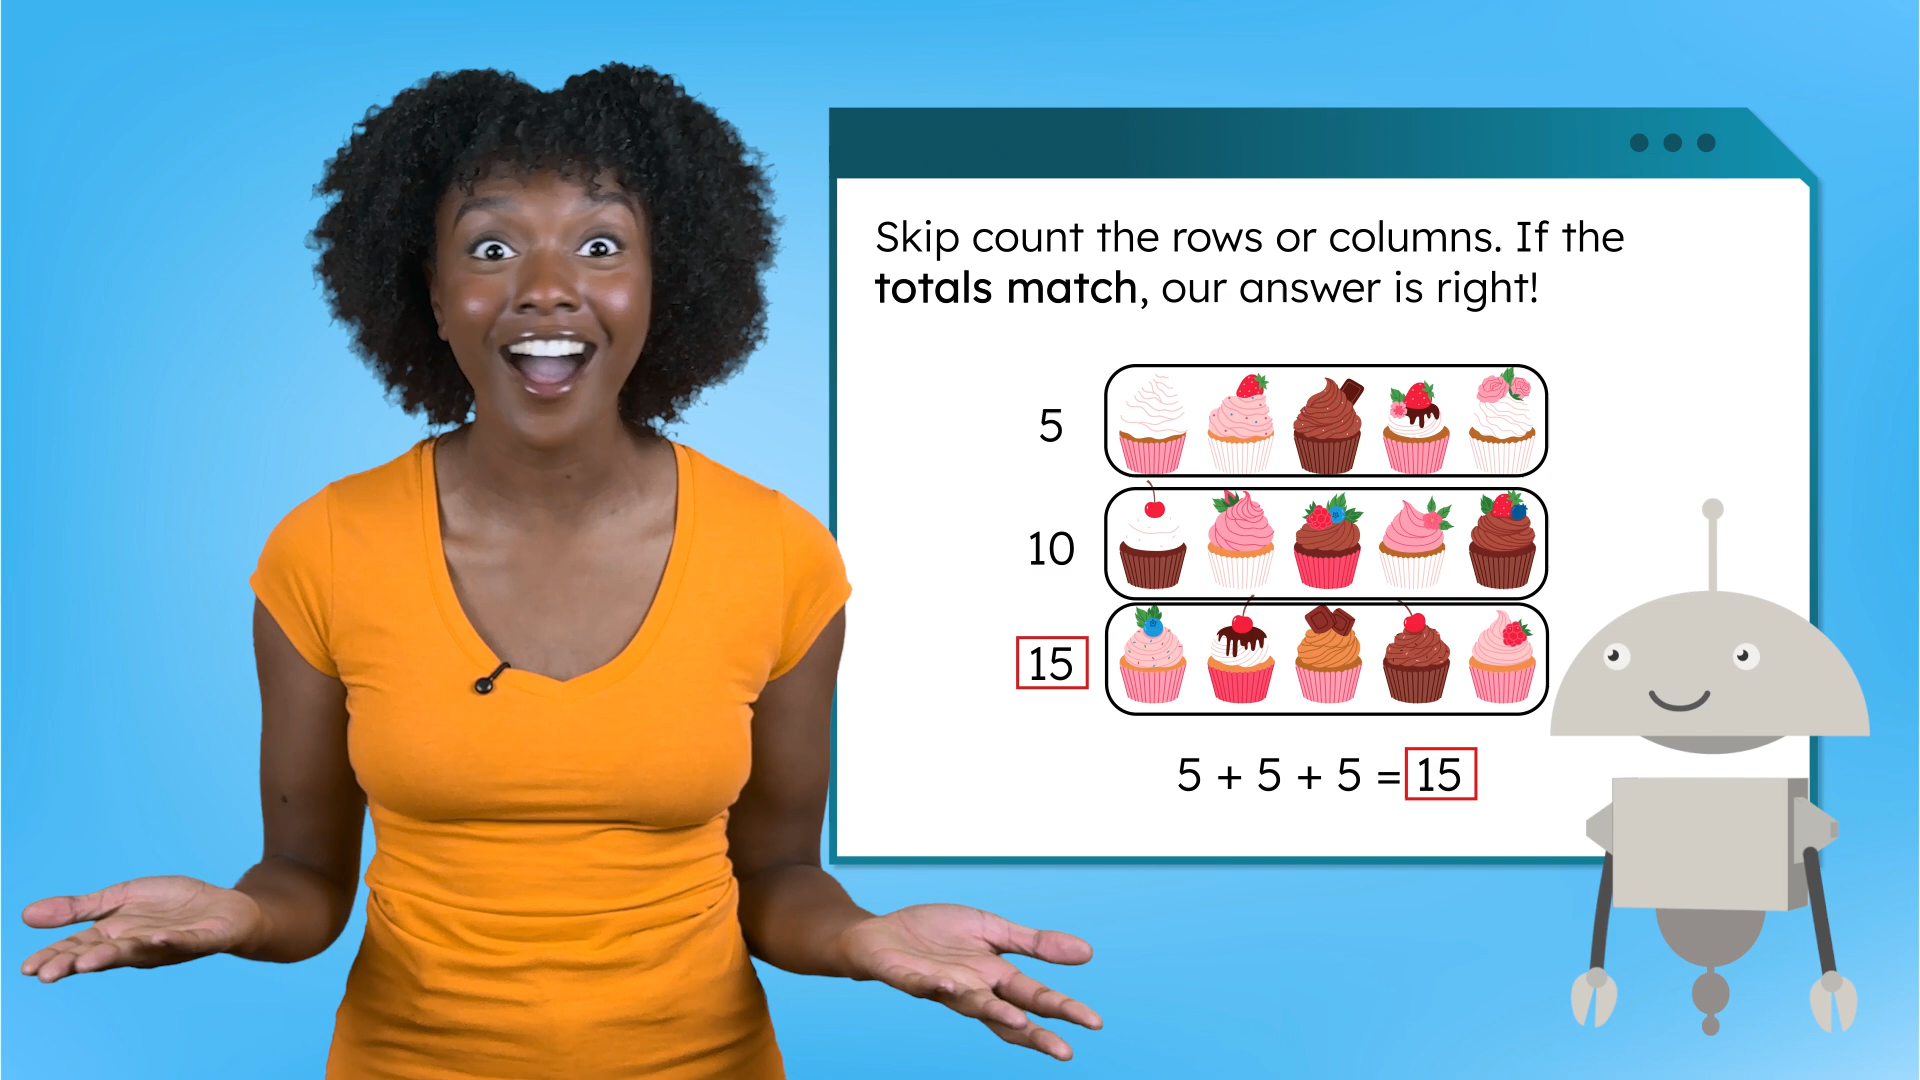 Skip count the rows or columns. If the
totals match, our answer is right!
5
10
15
5 + 5 + 5 = 15